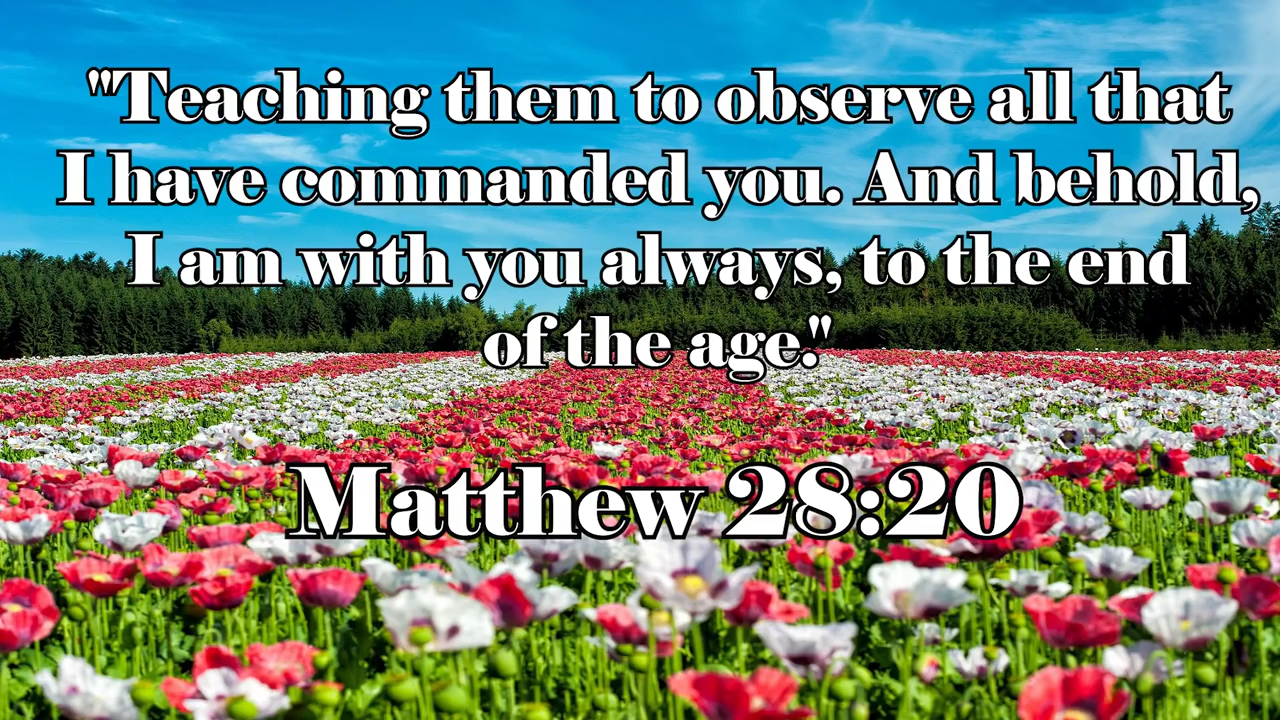 "Teaching them to observe all that
I have commanded you. And behold,
I am with you always, to the end
of the age."
Matthew 28:20